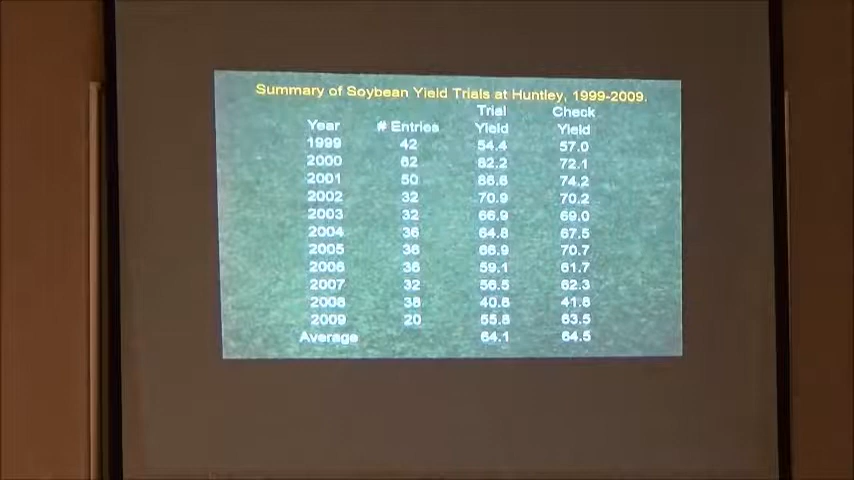 Summary of Soybean Yield Trials at Huntley, 1999-2009.
Trial Check
Year # Entries Yield Yield
1999 42 54.4 57.0
2000 62 82.2 72.1
2001 50 86.6 74.2
2002 32 70.9 70.2
2003 32 66.9 69.0
2004 36 64.8 67.5
2005 36 66.9 70.7
2006 36 59.1 61.7
2007 32 56.5 62.3
2008 38 40.8 41.8
2009 20 55.8 63.5
Average 64.1 64.5